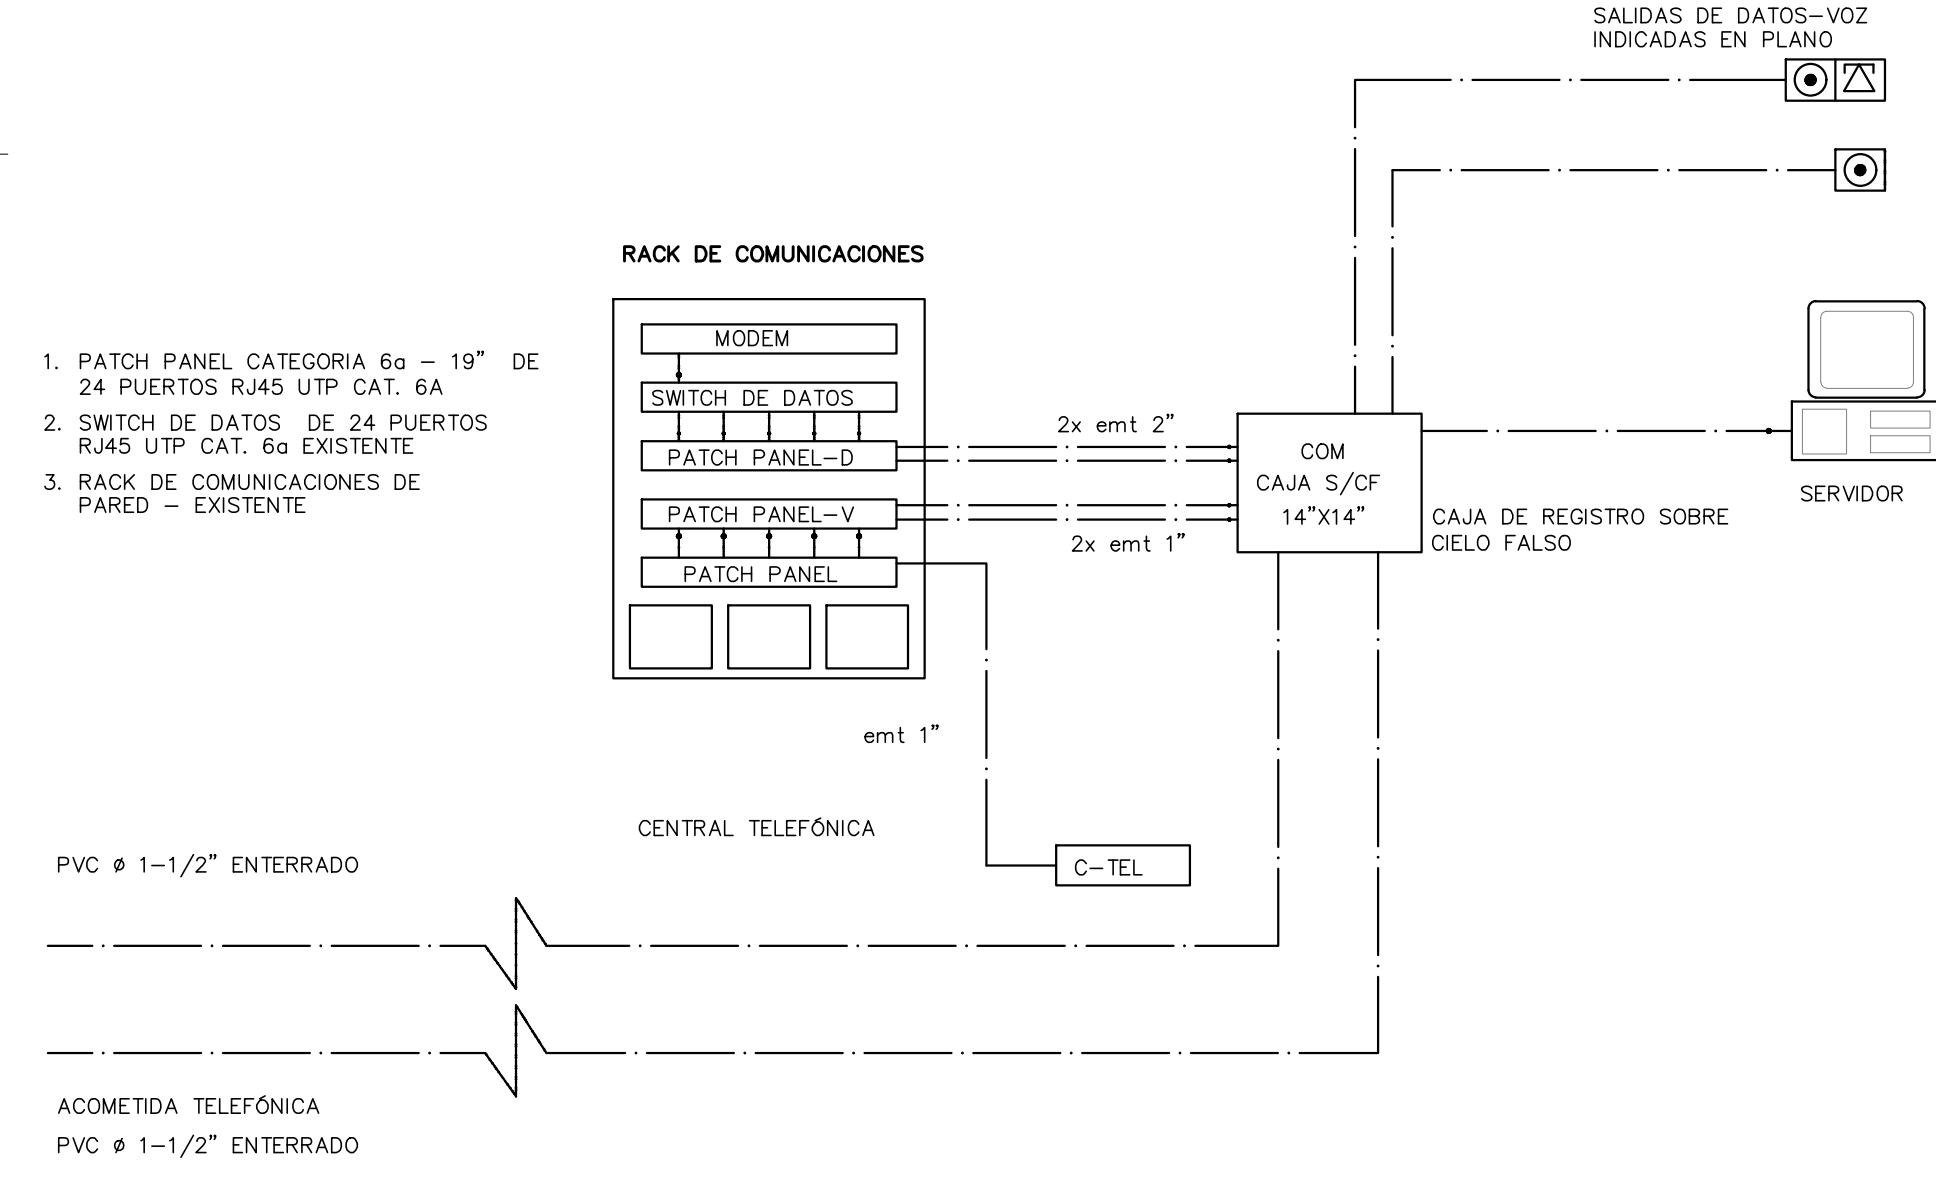 SALIDAS DE DATOS–VOZ
INDICADAS EN PLANO
RACK DE COMUNICACIONES
1. PATCH PANEL CATEGORIA 6a – 19” DE
24 PUERTOS RJ45 UTP CAT. 6A
2. SWITCH DE DATOS DE 24 PUERTOS
RJ45 UTP CAT. 6a EXISTENTE
3. RACK DE COMUNICACIONES DE
PARED – EXISTENTE
MODEM
SWITCH DE DATOS
PATCH PANEL–D
PATCH PANEL–V
PATCH PANEL
2x emt 2”
2x emt 1”
COM
CAJA S/CF
14”X14”
CAJA DE REGISTRO SOBRE
CIELO FALSO
SERVIDOR
emt 1”
CENTRAL TELEFÓNICA
C–TEL
PVC ø 1–1/2” ENTERRADO
ACOMETIDA TELEFÓNICA
PVC ø 1–1/2” ENTERRADO